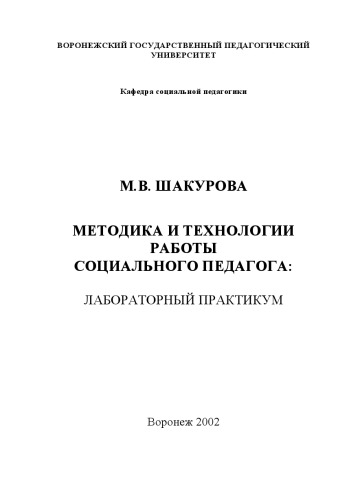 ВОРОНЕЖСКИЙ ГОСУДАРСТВЕННЫЙ ПЕДАГОГИЧЕСКИЙ
УНИВЕРСИТЕТ
Кафедра социальной педагогики
М.В. ШАКУРОВА
МЕТОДИКА И ТЕХНОЛОГИИ
РАБОТЫ
СОЦИАЛЬНОГО ПЕДАГОГА:
ЛАБОРАТОРНЫЙ ПРАКТИКУМ
Воронеж 2002